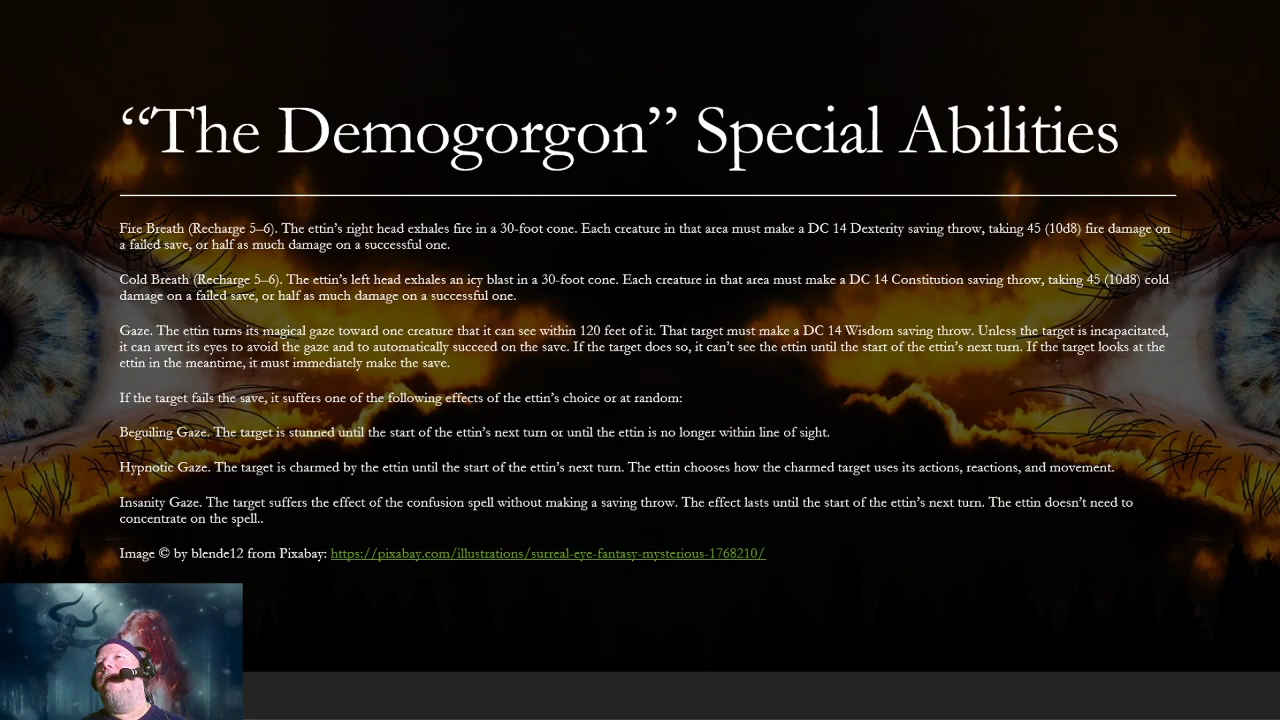 “The Demogorgon” Special Abilities
Fire Breath (Recharge 5–6). The ettin’s right head exhales fire in a 30-foot cone. Each creature in that area must make a DC 14 Dexterity saving throw, taking 45 (10d8) fire damage on
a failed save, or half as much damage on a successful one.
Cold Breath (Recharge 5–6). The ettin’s left head exhales an icy blast in a 30-foot cone. Each creature in that area must make a DC 14 Constitution saving throw, taking 45 (10d8) cold
damage on a failed save, or half as much damage on a successful one.
Gaze. The ettin turns its magical gaze toward one creature that it can see within 120 feet of it. That target must make a DC 14 Wisdom saving throw. Unless the target is incapacitated,
it can avert its eyes to avoid the gaze and to automatically succeed on the save. If the target does so, it can’t see the ettin until the start of the ettin’s next turn. If the target looks at the
ettin in the meantime, it must immediately make the save.
If the target fails the save, it suffers one of the following effects of the ettin’s choice or at random:
Beguiling Gaze. The target is stunned until the start of the ettin’s next turn or until the ettin is no longer within line of sight.
Hypnotic Gaze. The target is charmed by the ettin until the start of the ettin’s next turn. The ettin chooses how the charmed target uses its actions, reactions, and movement.
Insanity Gaze. The target suffers the effect of the confusion spell without making a saving throw. The effect lasts until the start of the ettin’s next turn. The ettin doesn’t need to
concentrate on the spell..
Image © by blende12 from Pixabay: https://pixabay.com/illustrations/surreal-eye-fantasy-mysterious-1768210/